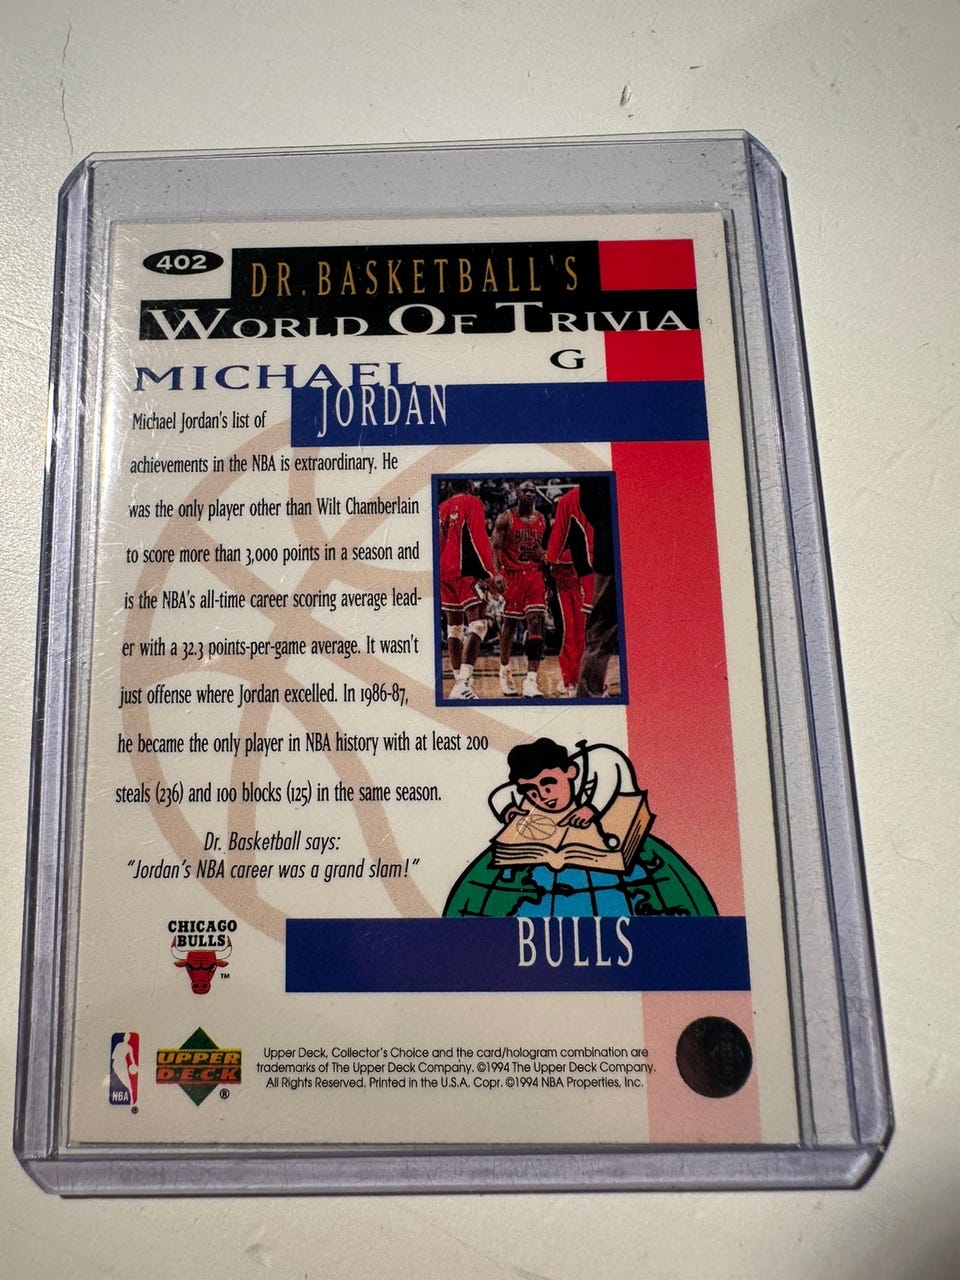 402
DR. BASKETBALL'S
WORLD OF TRIVIA
G
MICHAEL
JORDAN
Michael Jordan's list of
achievements in the NBA is extraordinary. He
was the only player other than Wilt Chamberlain
to score more than 3,000 points in a season and
is the NBA's all-time career scoring average lead-
er with a 32.3 points-per-game average. It wasn't
just offense where Jordan excelled. In 1986-87,
he became the only player in NBA history with at least 200
steals (236) and 100 blocks (125) in the same season.
Dr. Basketball says:
"Jordan's NBA career was a grand slam!"
BULLS
CHICAGO
BULLS
TM
BULLS
NBA
®
UPPER
D·E·C·K
®
Upper Deck, Collector's Choice and the card/hologram combination are
trademarks of The Upper Deck Company. ©1994 The Upper Deck Company.
All Rights Reserved. Printed in the U.S.A. Copr. ©1994 NBA Properties, Inc.